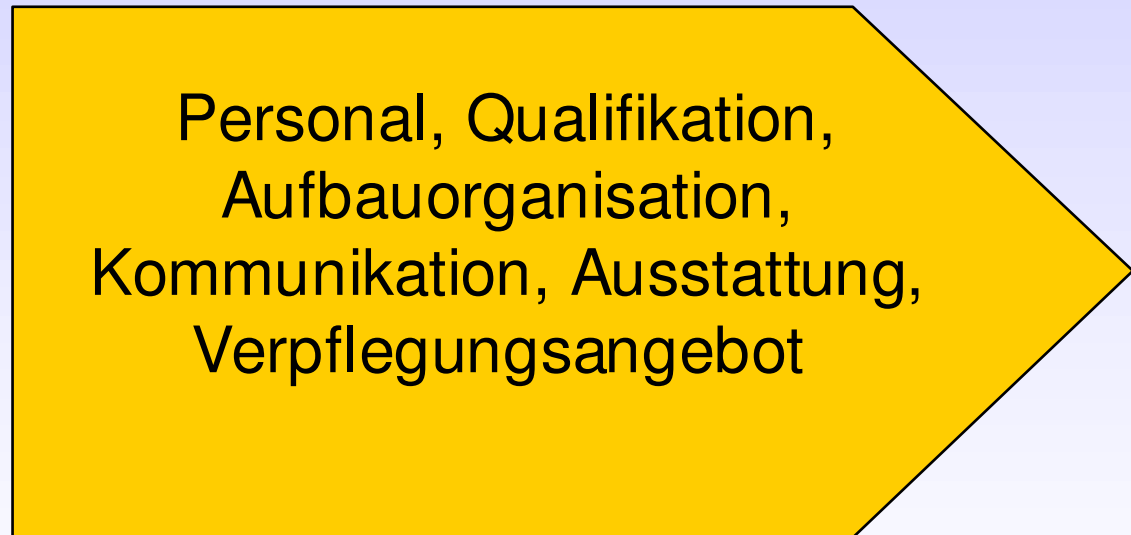 Personal, Qualifikation,
Aufbauorganisation,
Kommunikation, Ausstattung,
Verpflegungsangebot